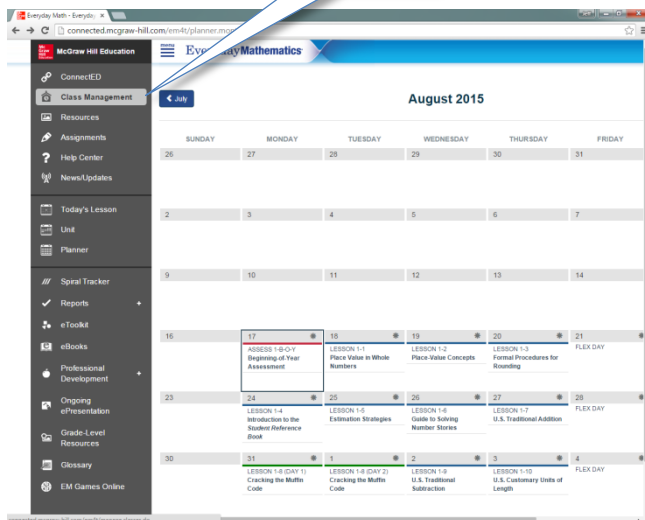 Everyday Math - Everyday
connected.mcgraw-hill.com/em4t/planner.mon
McGraw Hill Education
Everyday Mathematics
ConnectED
Class Management
Resources
Assignments
Help Center
News/Updates
Today's Lesson
Unit
Planner
Spiral Tracker
Reports +
eToolkit
eBooks
Professional
Development +
Ongoing
ePresentation
Grade-Level
Resources
Glossary
EM Games Online
July
August 2015
SUNDAY MONDAY TUESDAY WEDNESDAY THURSDAY FRIDAY
26 27 28 29 30 31
2 3 4 5 6 7
9 10 11 12 13 14
16 17 18 19 20 21
ASSESS 1-B-O-Y LESSON 1-1 LESSON 1-2 LESSON 1-3 FLEX DAY
Beginning-of-Year Place Value in Whole Place-Value Concepts Formal Procedures for
Assessment Numbers Rounding
23 24 25 26 27 28
LESSON 1-4 LESSON 1-5 LESSON 1-6 LESSON 1-7 FLEX DAY
Introduction to the Estimation Strategies Guide to Solving U.S. Traditional Addition
Student Reference Number Stories
Book
30 31 1 2 3 4
LESSON 1-8 (DAY 1) LESSON 1-8 (DAY 2) LESSON 1-9 LESSON 1-10 FLEX DAY
Cracking the Muffin Cracking the Muffin U.S. Traditional U.S. Customary Units of
Code Code Subtraction Length